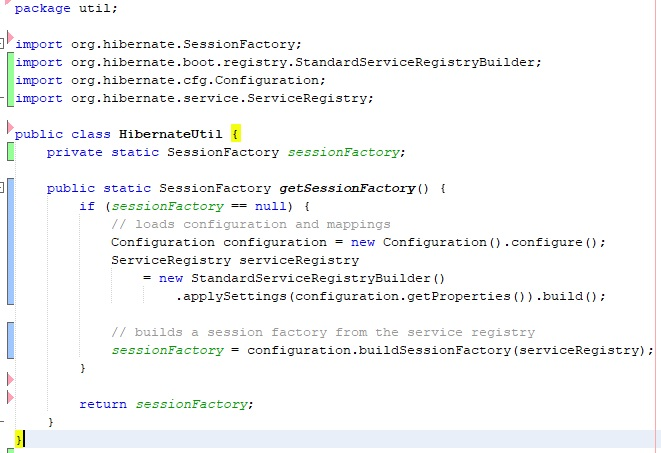 package util;
import org.hibernate.SessionFactory;
import org.hibernate.boot.registry.StandardServiceRegistryBuilder;
import org.hibernate.cfg.Configuration;
import org.hibernate.service.ServiceRegistry;
public class HibernateUtil {
    private static SessionFactory sessionFactory;
    public static SessionFactory getSessionFactory() {
        if (sessionFactory == null) {
            // loads configuration and mappings
            Configuration configuration = new Configuration().configure();
            ServiceRegistry serviceRegistry
                = new StandardServiceRegistryBuilder()
                    .applySettings(configuration.getProperties()).build();
            // builds a session factory from the service registry
            sessionFactory = configuration.buildSessionFactory(serviceRegistry);
        }
        return sessionFactory;
    }
}